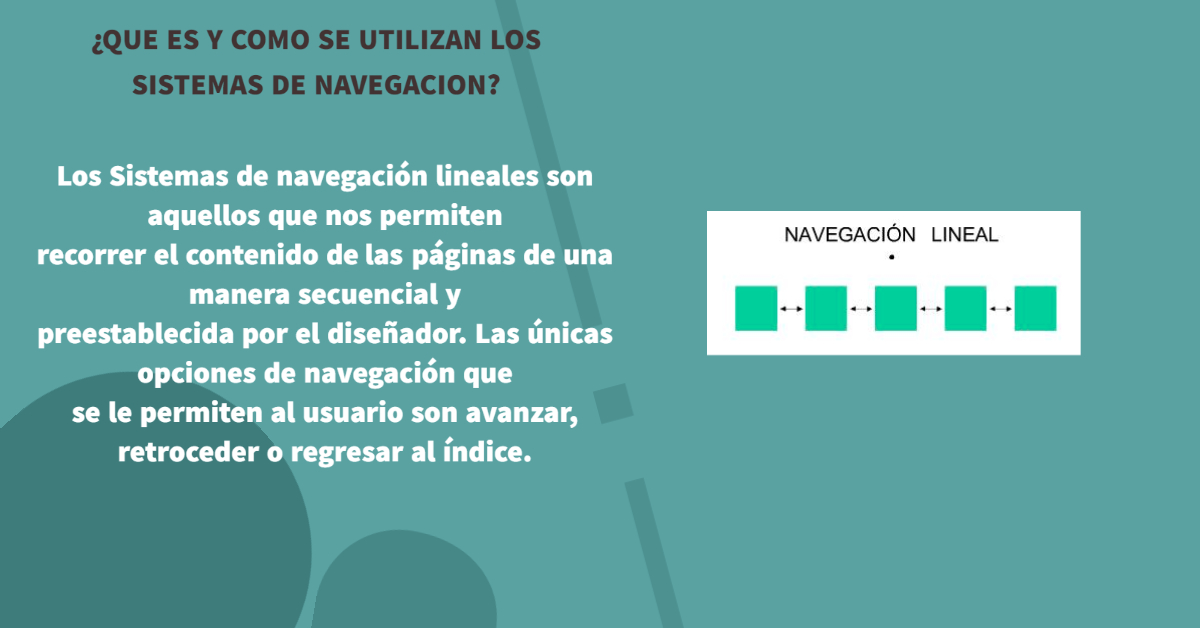 ¿QUE ES Y COMO SE UTILIZAN LOS
SISTEMAS DE NAVEGACION?
Los Sistemas de navegación lineales son
aquellos que nos permiten
recorrer el contenido de las páginas de una
manera secuencial y
preestablecida por el diseñador. Las únicas
opciones de navegación que
se le permiten al usuario son avanzar,
retroceder o regresar al índice.
NAVEGACIÓN LINEAL